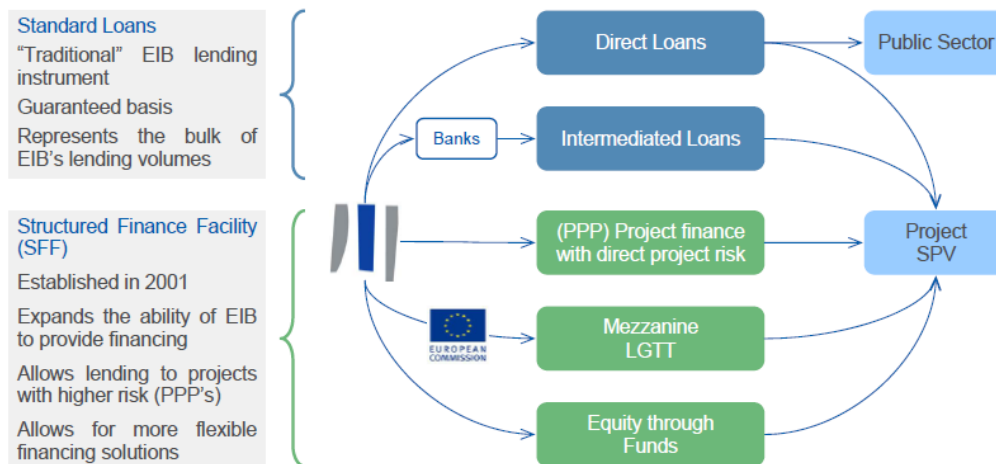 Standard Loans
“Traditional” EIB lending
instrument
Guaranteed basis
Represents the bulk of
EIB’s lending volumes
Structured Finance Facility
(SFF)
Established in 2001
Expands the ability of EIB
to provide financing
Allows lending to projects
with higher risk (PPP’s)
Allows for more flexible
financing solutions
Direct Loans
Public Sector
Banks
Intermediated Loans
(PPP) Project finance
with direct project risk
Project
SPV
EUROPEAN
COMMISSION
Mezzanine
LGTT
Equity through
Funds